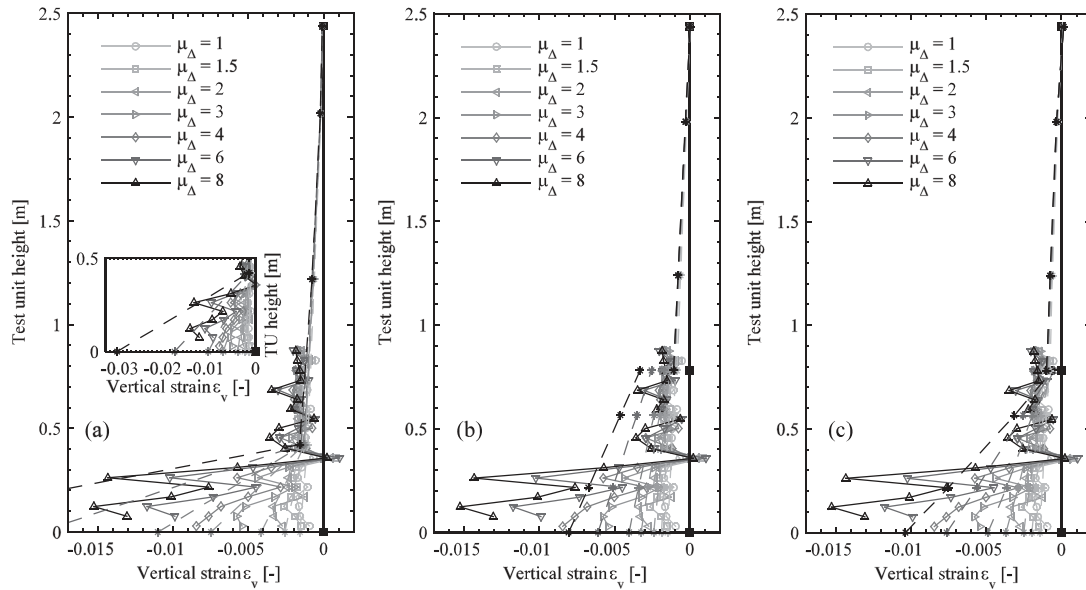 2.5
2
1.5
1
0.5
0
Test unit height [m]
μΔ = 1
μΔ = 1.5
μΔ = 2
μΔ = 3
μΔ = 4
μΔ = 6
μΔ = 8
0.5
0
TU height [m]
-0.03 -0.01 0
Vertical strain εv [-]
(a)
-0.015 -0.01 -0.005 0
Vertical strain εv [-]
2.5
2
1.5
1
0.5
0
Test unit height [m]
μΔ = 1
μΔ = 1.5
μΔ = 2
μΔ = 3
μΔ = 4
μΔ = 6
μΔ = 8
(b)
-0.015 -0.01 -0.005 0
Vertical strain εv [-]
2.5
2
1.5
1
0.5
0
Test unit height [m]
μΔ = 1
μΔ = 1.5
μΔ = 2
μΔ = 3
μΔ = 4
μΔ = 6
μΔ = 8
(c)
-0.015 -0.01 -0.005 0
Vertical strain εv [-]